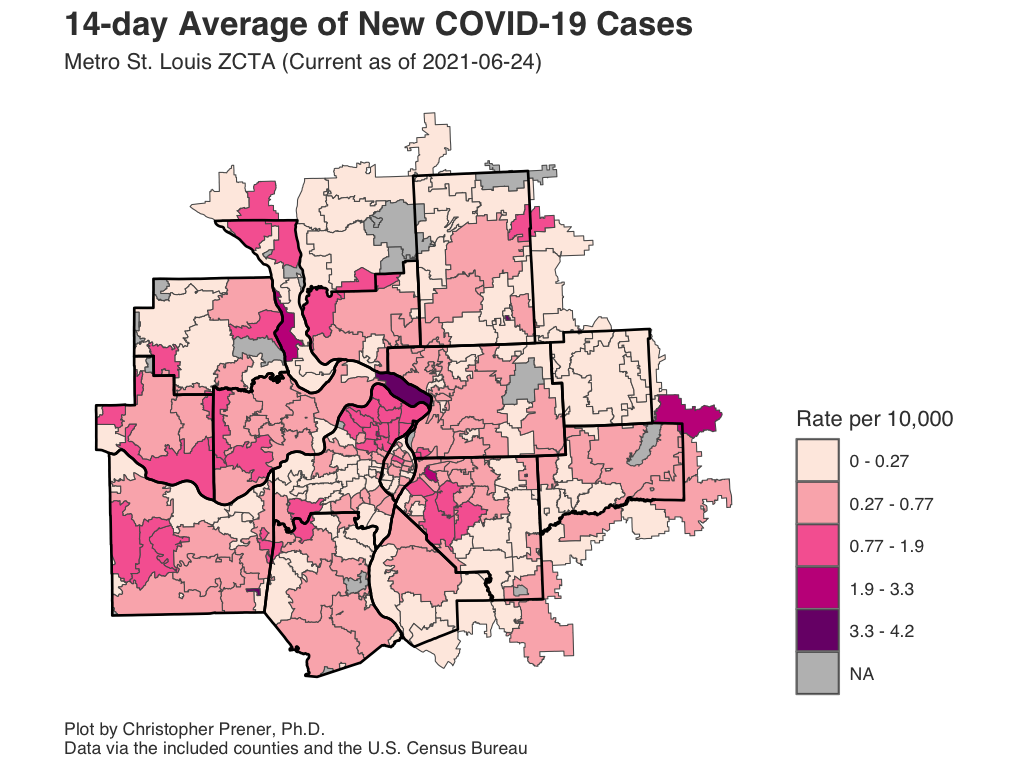 14-day Average of New COVID-19 Cases
Metro St. Louis ZCTA (Current as of 2021-06-24)
Rate per 10,000
0 - 0.27
0.27 - 0.77
0.77 - 1.9
1.9 - 3.3
3.3 - 4.2
NA
Plot by Christopher Prener, Ph.D.
Data via the included counties and the U.S. Census Bureau